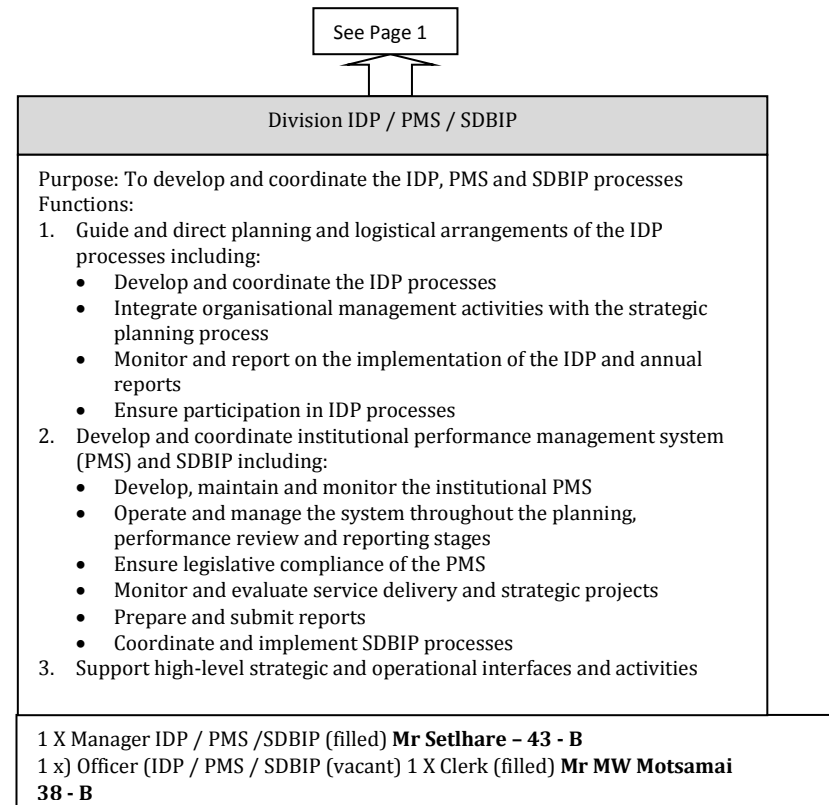 See Page 1
Division IDP / PMS / SDBIP
Purpose: To develop and coordinate the IDP, PMS and SDBIP processes
Functions:
1. Guide and direct planning and logistical arrangements of the IDP
processes including:
• Develop and coordinate the IDP processes
• Integrate organisational management activities with the strategic
planning process
• Monitor and report on the implementation of the IDP and annual
reports
• Ensure participation in IDP processes
2. Develop and coordinate institutional performance management system
(PMS) and SDBIP including:
• Develop, maintain and monitor the institutional PMS
• Operate and manage the system throughout the planning,
performance review and reporting stages
• Ensure legislative compliance of the PMS
• Monitor and evaluate service delivery and strategic projects
• Prepare and submit reports
• Coordinate and implement SDBIP processes
3. Support high-level strategic and operational interfaces and activities
1 X Manager IDP / PMS /SDBIP (filled) Mr Setlhare – 43 - B
1 x) Officer (IDP / PMS / SDBIP (vacant) 1 X Clerk (filled) Mr MW Motsamai
38 - B